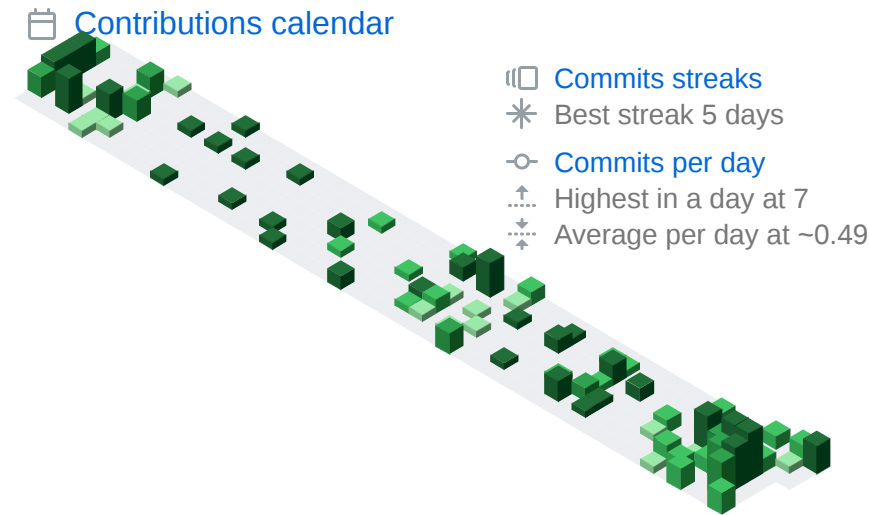 Contributions calendar
Commits streaks
Best streak 5 days
Commits per day
Highest in a day at 7
Average per day at ~0.49